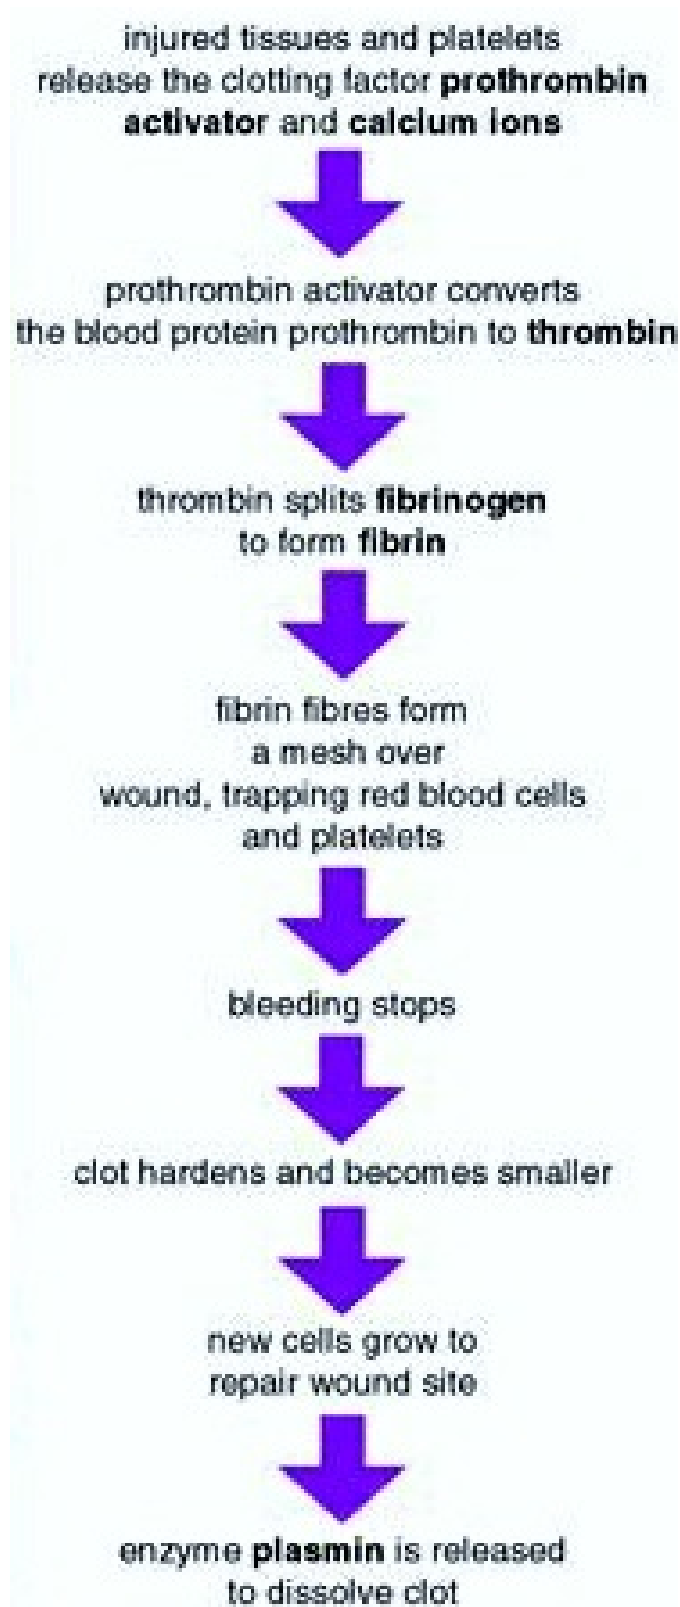 injured tissues and platelets
release the clotting factor prothrombin
activator and calcium ions
prothrombin activator converts
the blood protein prothrombin to thrombin
thrombin splits fibrinogen
to form fibrin
fibrin fibres form
a mesh over
wound, trapping red blood cells
and platelets
bleeding stops
clot hardens and becomes smaller
new cells grow to
repair wound site
enzyme plasmin is released
to dissolve clot